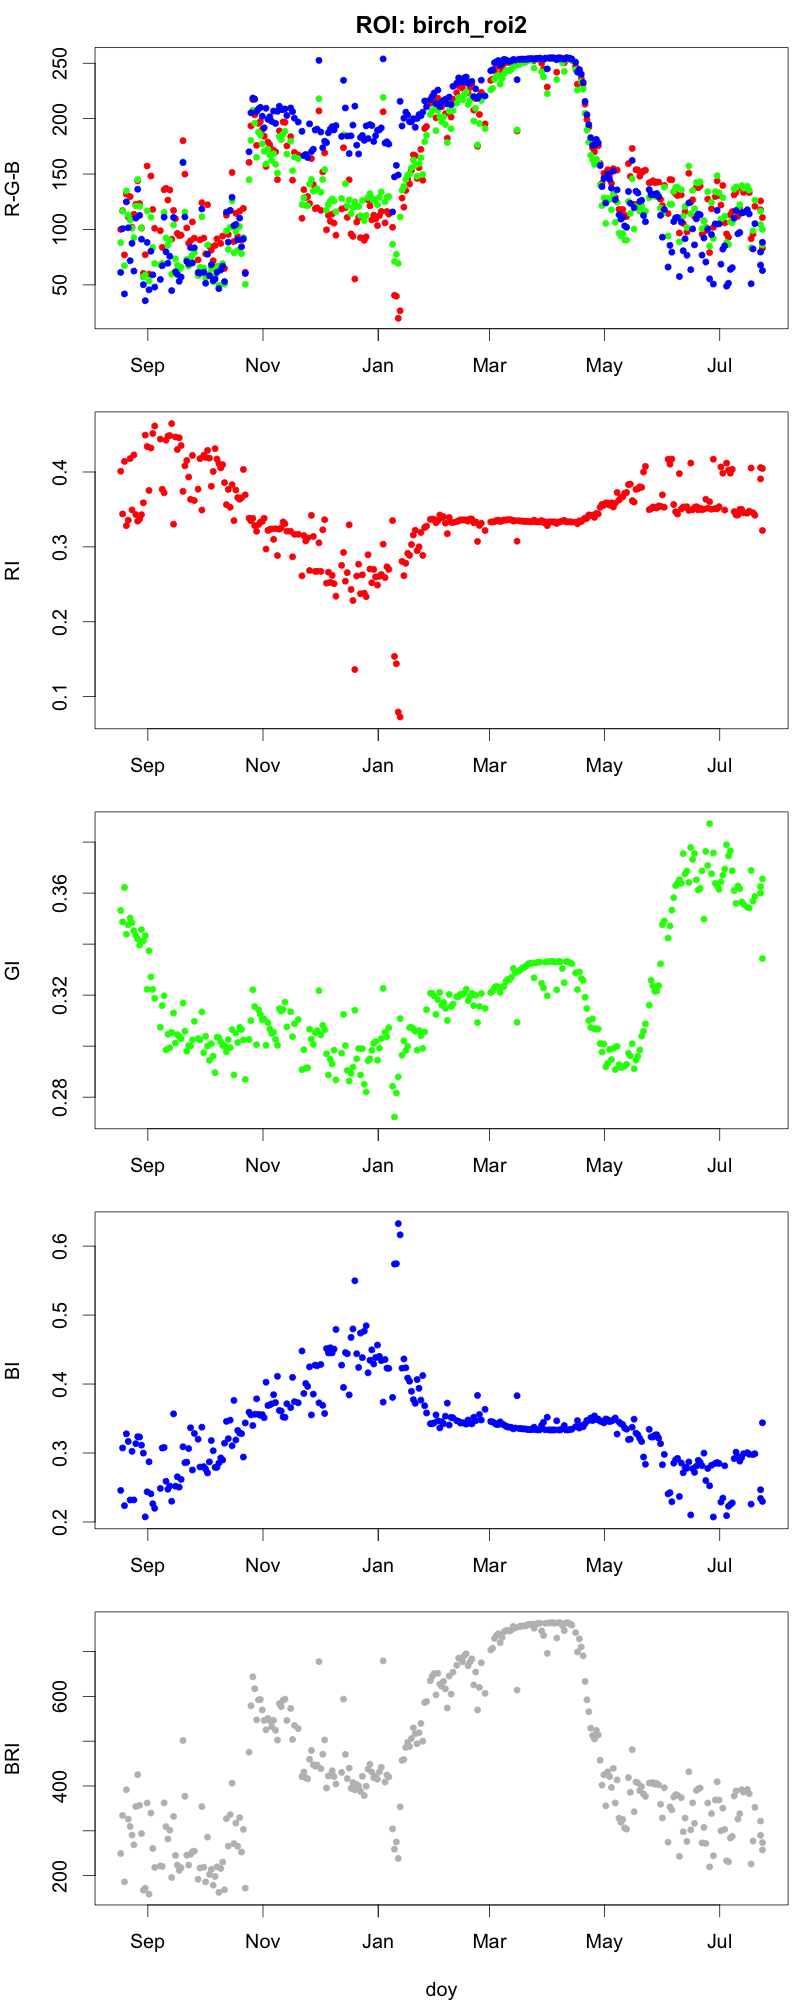 ROI: birch_roi2
R-G-B
250
200
150
100
50
Sep Nov Jan Mar May Jul
RI
0.4
0.3
0.2
0.1
Sep Nov Jan Mar May Jul
GI
0.36
0.32
0.28
Sep Nov Jan Mar May Jul
BI
0.6
0.5
0.4
0.3
0.2
Sep Nov Jan Mar May Jul
BRI
600
400
200
Sep Nov Jan Mar May Jul
doy